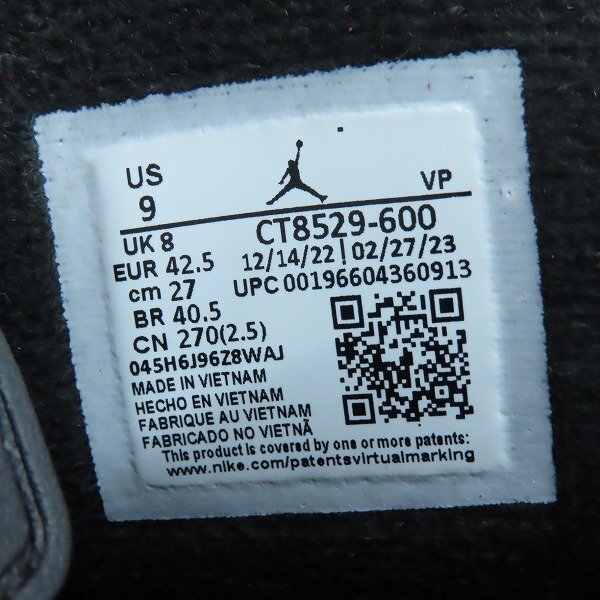 US VP
9
UK 8 CT8529-600
EUR 42.5 12/14/22 | 02/27/23
cm 27 UPC 00196604360913
BR 40.5
CN 270(2.5)
045H6J96Z8WAJ
MADE IN VIETNAM
HECHO EN VIETNAM
FABRIQUE AU VIETNAM
FABRICADO NO VIETNÃ
This product is covered by one or more patents:
www.nike.com/patentsvirtualmarking